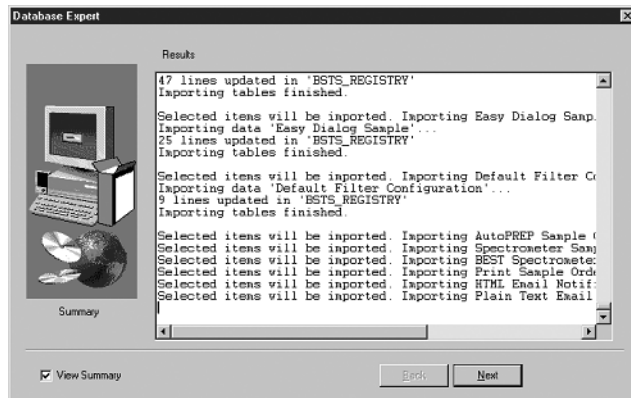 Database Expert
Results
47 lines updated in 'BSTS_REGISTRY'
Importing tables finished.
Selected items will be imported. Importing Easy Dialog Samp
Importing data 'Easy Dialog Sample'...
25 lines updated in 'BSTS_REGISTRY'
Importing tables finished.
Selected items will be imported. Importing Default Filter Co
Importing data 'Default Filter Configuration'...
9 lines updated in 'BSTS_REGISTRY'
Importing tables finished.
Selected items will be imported. Importing AutoPREP Sample
Selected items will be imported. Importing Spectrometer Samp
Selected items will be imported. Importing BEST Spectrometer
Selected items will be imported. Importing Print Sample Orde
Selected items will be imported. Importing HTML Email Notif
Selected items will be imported. Importing Plain Text Email
Summary
View Summary
Back
Next